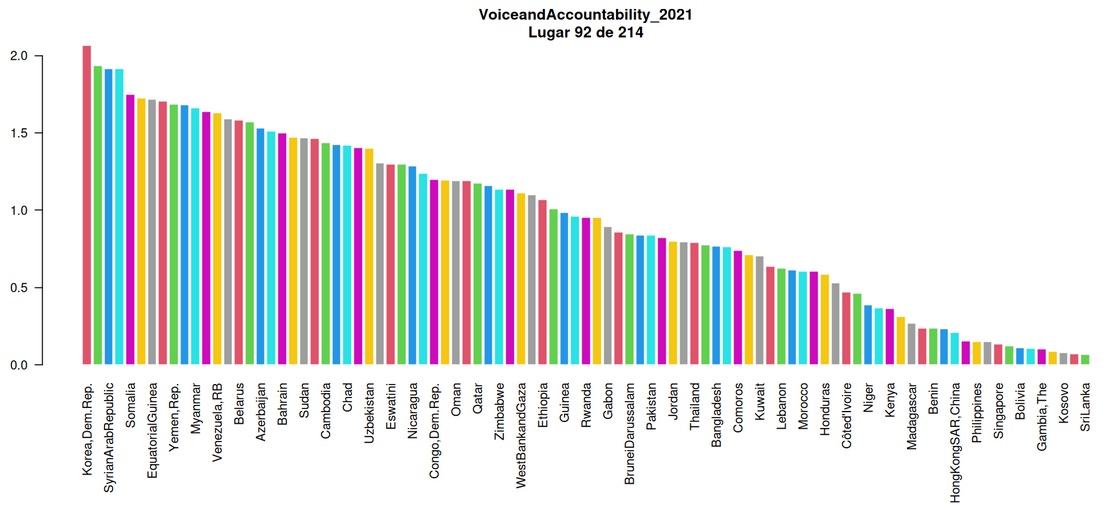 VoiceandAccountability_2021
Lugar 92 de 214
2.0
1.5
1.0
0.5
0.0
Korea,Dem.Rep.
SyrianArabRepublic
Somalia
EquatorialGuinea
Yemen,Rep.
Myanmar
Venezuela,RB
Belarus
Azerbaijan
Bahrain
Sudan
Cambodia
Chad
Uzbekistan
Eswatini
Nicaragua
Congo,Dem.Rep.
Oman
Qatar
Zimbabwe
WestBankandGaza
Ethiopia
Guinea
Rwanda
Gabon
BruneiDarussalam
Pakistan
Jordan
Thailand
Bangladesh
Comoros
Kuwait
Lebanon
Morocco
Honduras
Côted'Ivoire
Niger
Kenya
Madagascar
Benin
HongKongSAR,China
Philippines
Singapore
Bolivia
Gambia,The
Kosovo
SriLanka